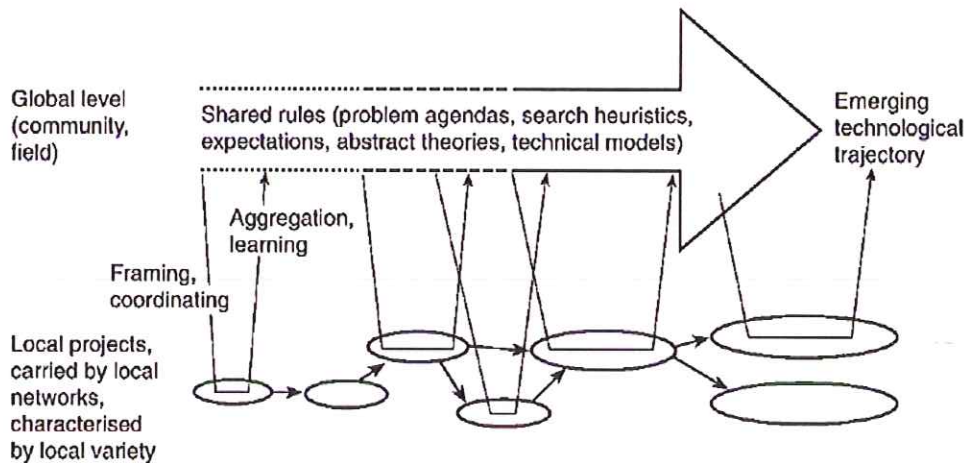 Global level
(community,
field)
Shared rules (problem agendas, search heuristics,
expectations, abstract theories, technical models)
Emerging
technological
trajectory
Aggregation,
learning
Framing,
coordinating
Local projects,
carried by local
networks,
characterised
by local variety